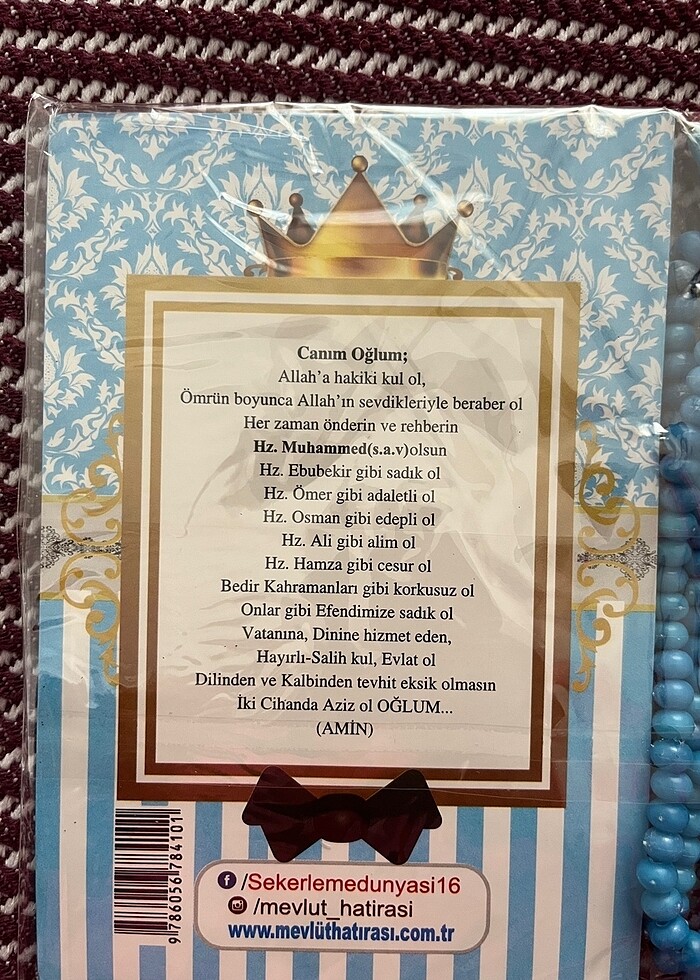 Canım Oğlum;
Allah'a hakiki kul ol,
Ömrün boyunca Allah'ın sevdikleriyle beraber ol
Her zaman önderin ve rehberin
Hz. Muhammed(s.a.v)olsun
Hz. Ebubekir gibi sadık ol
Hz. Ömer gibi adaletli ol
Hz. Osman gibi edepli ol
Hz. Ali gibi alim ol
Hz. Hamza gibi cesur ol
Bedir Kahramanları gibi korkusuz ol
Onlar gibi Efendimize sadık ol
Vatanına, Dinine hizmet eden,
Hayırlı-Salih kul, Evlat ol
Dilinden ve Kalbinden tevhit eksik olmasın
İki Cihanda Aziz ol OĞLUM...
(AMİN)
9786056784101
/Sekerlemedunyasi16
/mevlut_hatirasi
www.mevlüthatırası.com.tr